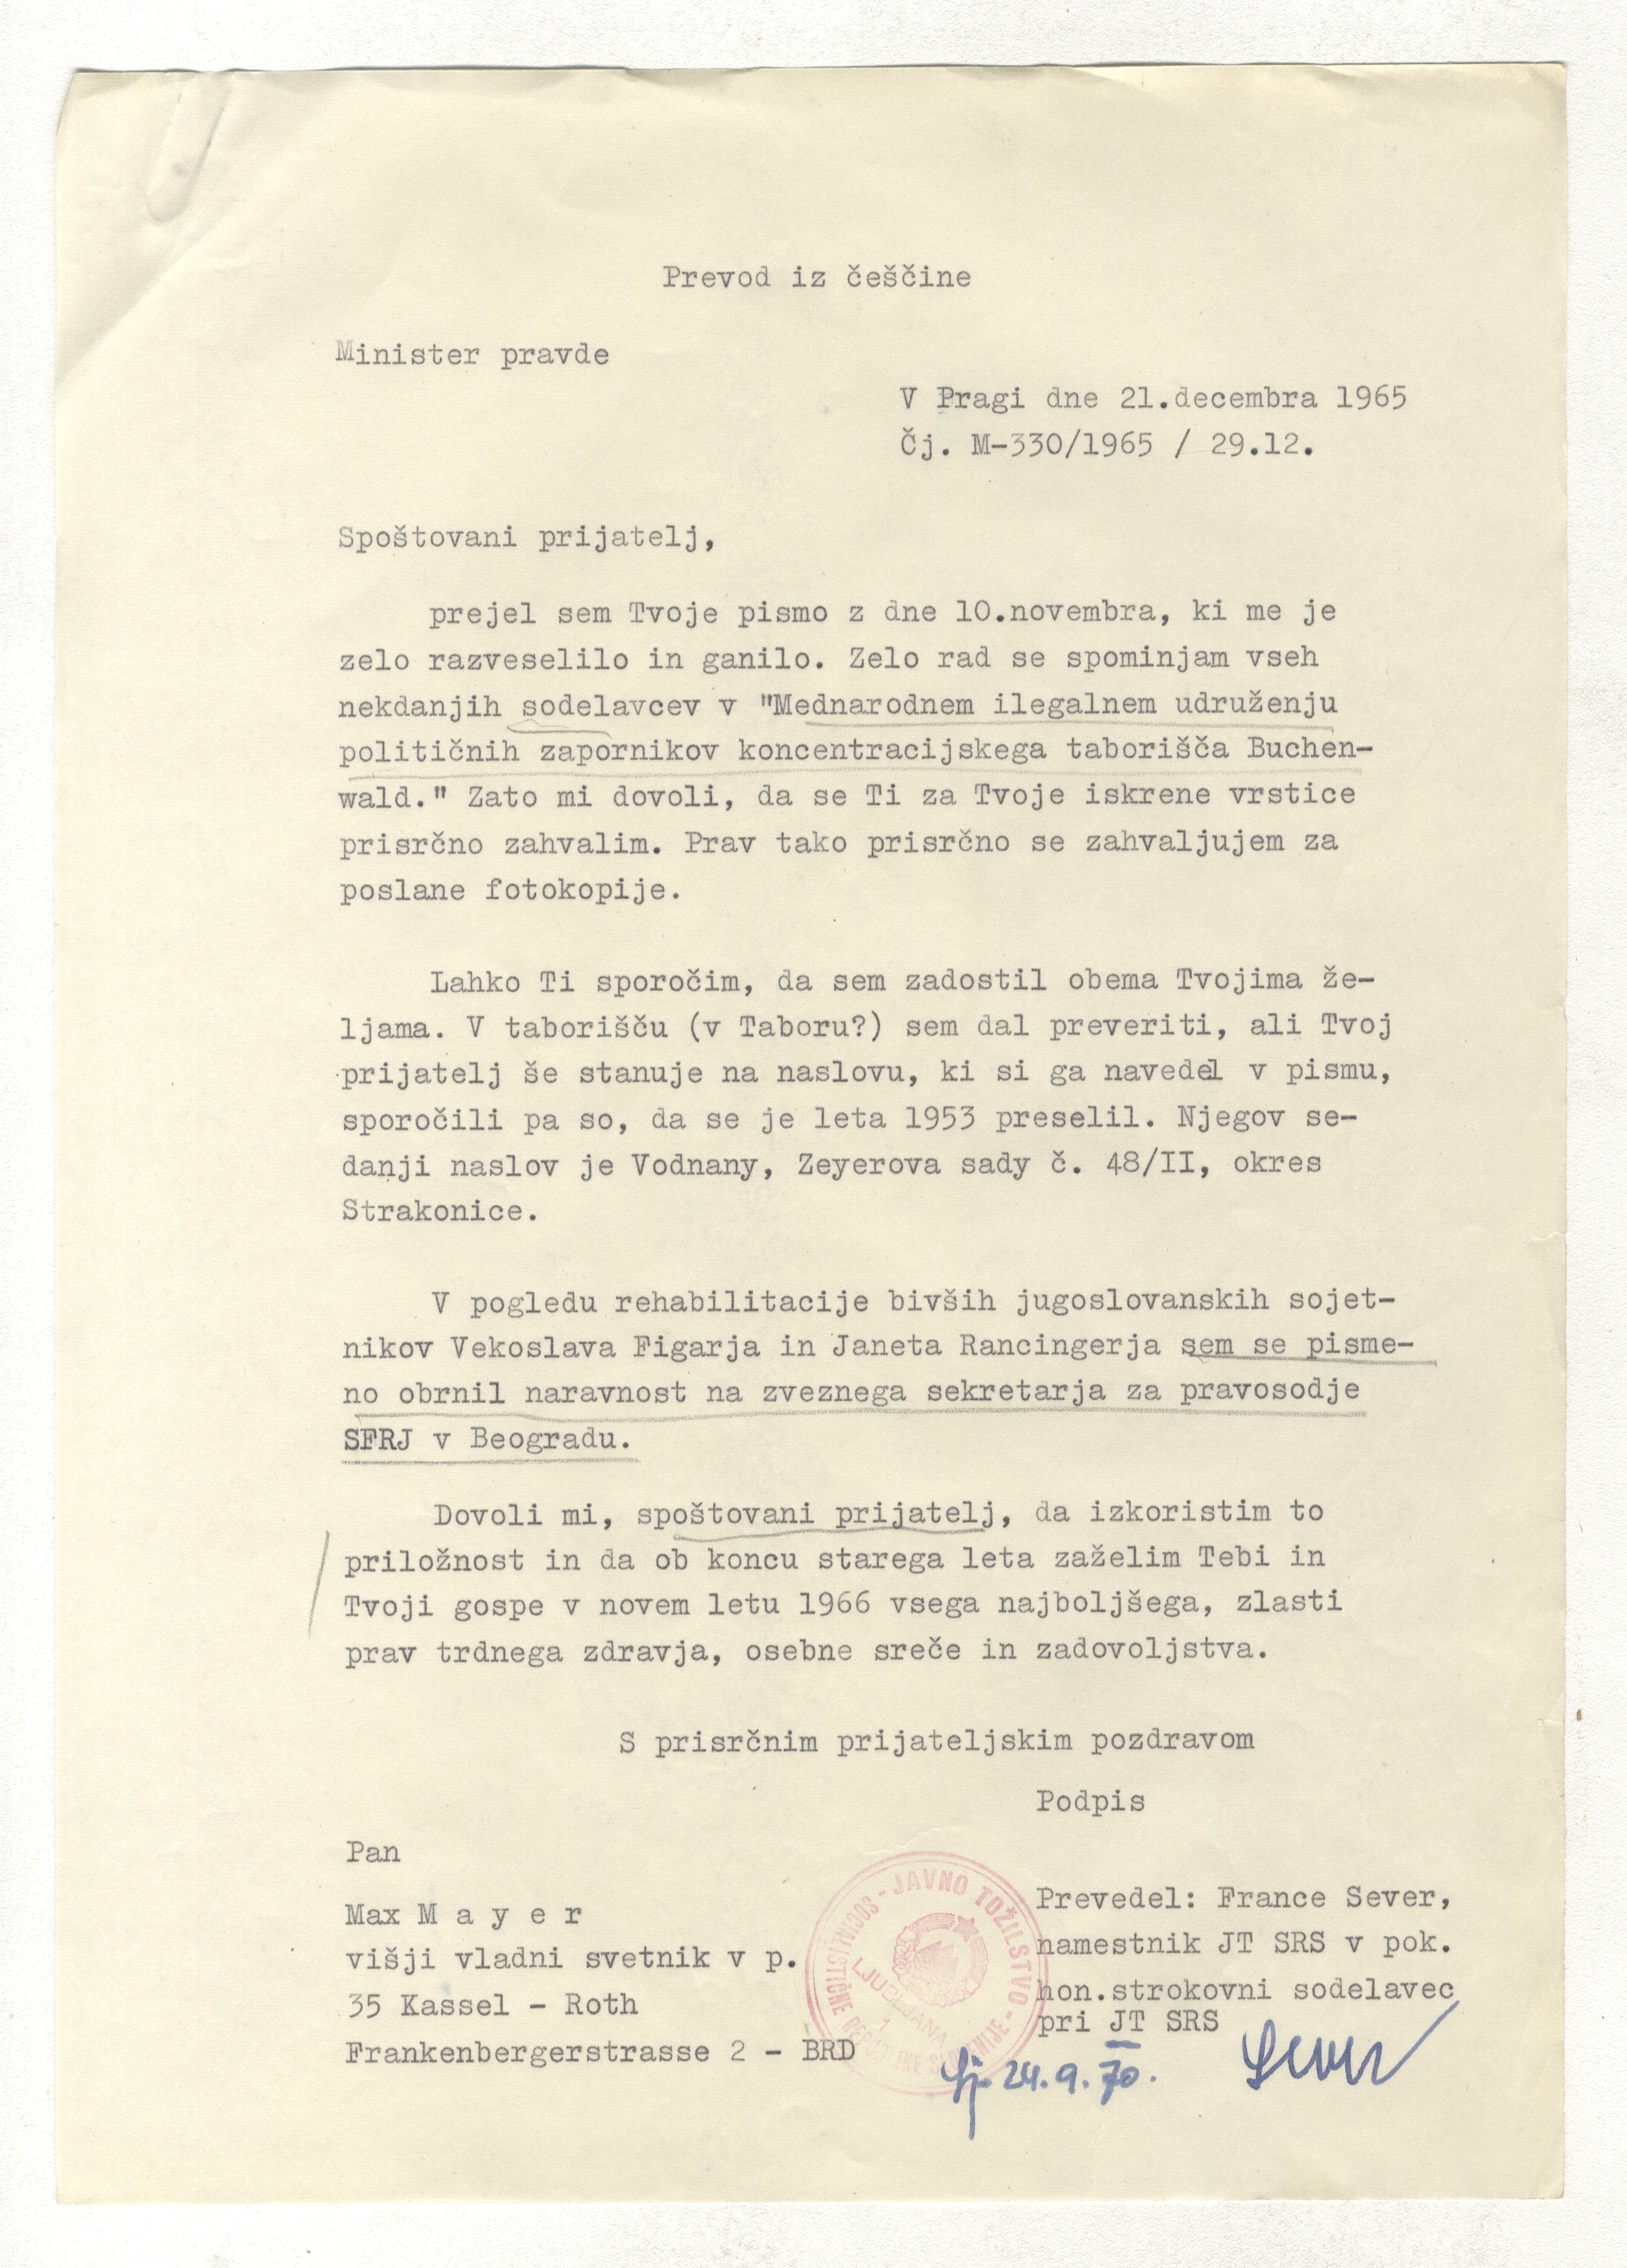 Prevod iz češčine
Minister pravde
V Pragi dne 21.decembra 1965
Čj. M-330/1965 / 29.12.
Spoštovani prijatelj,
prejel sem Tvoje pismo z dne 10.novembra, ki me je
zelo razveselilo in ganilo. Zelo rad se spominjam vseh
nekdanjih sodelavcev v "Mednarodnem ilegalnem udruženju
političnih zapornikov koncentracijskega taborišča Buchen-
wald." Zato mi dovoli, da se Ti za Tvoje iskrene vrstice
prisrčno zahvalim. Prav tako prisrčno se zahvaljujem za
poslane fotokopije.
Lahko Ti sporočim, da sem zadostil obema Tvojima že-
ljama. V taborišču (v Taboru?) sem dal preveriti, ali Tvoj
prijatelj še stanuje na naslovu, ki si ga navedel v pismu,
sporočili pa so, da se je leta 1953 preselil. Njegov se-
danji naslov je Vodnany, Zeyerova sady č. 48/II, okres
Strakonice.
V pogledu rehabilitacije bivših jugoslovanskih sojet-
nikov Vekoslava Figarja in Janeta Rancingerja sem se pisme-
no obrnil naravnost na zveznega sekretarja za pravosodje
SFRJ v Beogradu.
Dovoli mi, spoštovani prijatelj, da izkoristim to
priložnost in da ob koncu starega leta zaželim Tebi in
Tvoji gospe v novem letu 1966 vsega najboljšega, zlasti
prav trdnega zdravja, osebne sreče in zadovoljstva.
S prisrčnim prijateljskim pozdravom
Podpis
Pan
Max M a y e r
višji vladni svetnik v p.
35 Kassel - Roth
Frankenbergerstrasse 2 - BRD
JAVNO TOŽILSTVO
LJUBLJANA
1
Prevedel: France Sever,
namestnik JT SRS v pok.
hon.strokovni sodelavec
pri JT SRS
Lj. 24.9.70.
Sever